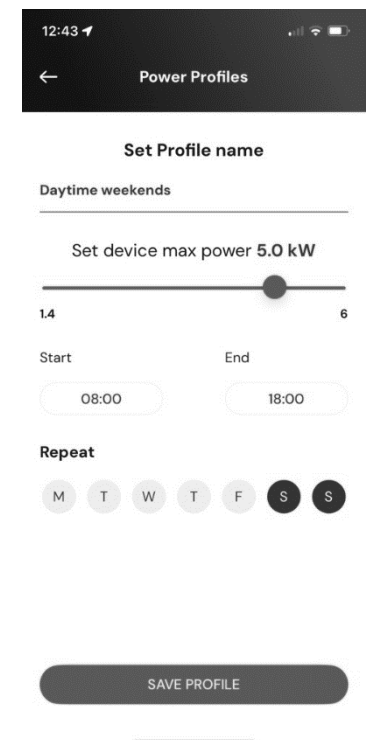 12:43
Power Profiles
Set Profile name
Daytime weekends
Set device max power 5.0 kW
1.4 6
Start End
08:00 18:00
Repeat
M T W T F S S
SAVE PROFILE